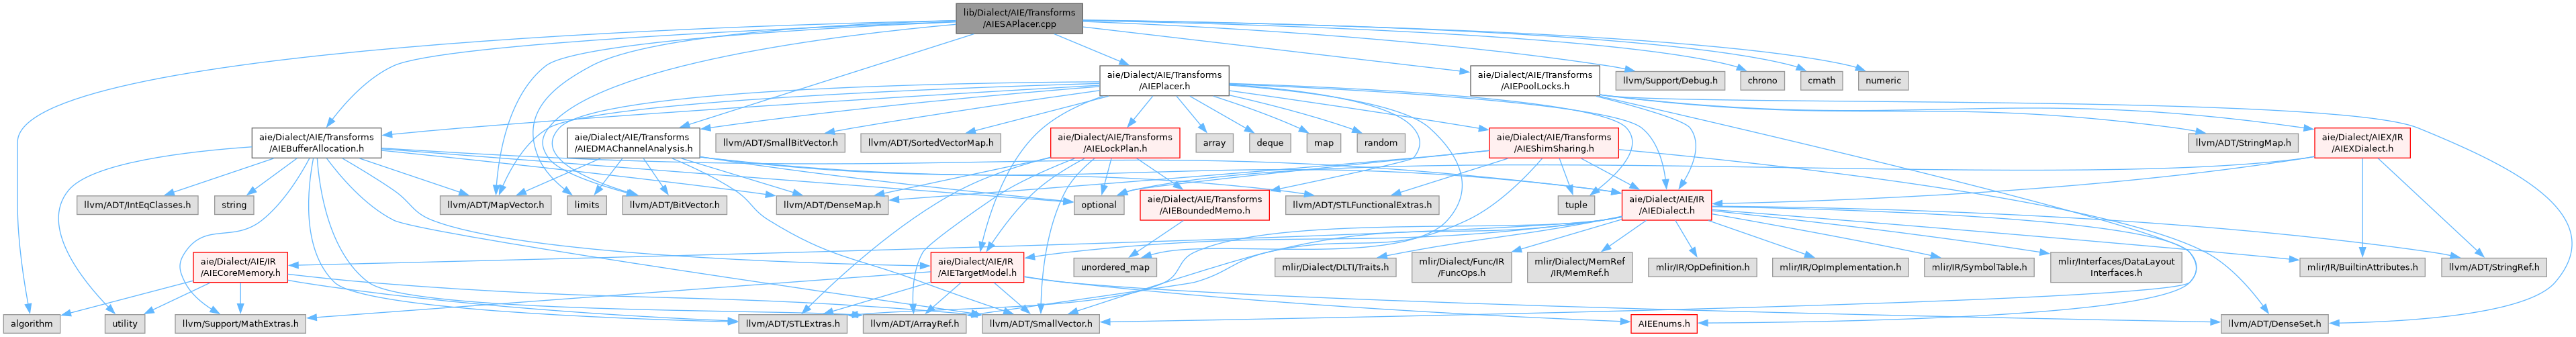 lib/Dialect/AIE/Transforms
/AIESAPlacer.cpp
aie/Dialect/AIE/Transforms
/AIEPlacer.h
aie/Dialect/AIE/Transforms
/AIEPoolLocks.h
llvm/Support/Debug.h
chrono
cmath
numeric
aie/Dialect/AIE/Transforms
/AIEBufferAllocation.h
aie/Dialect/AIE/Transforms
/AIEDMAChannelAnalysis.h
llvm/ADT/SmallBitVector.h
llvm/ADT/SortedVectorMap.h
aie/Dialect/AIE/Transforms
/AIELockPlan.h
array
deque
map
random
aie/Dialect/AIE/Transforms
/AIEShimSharing.h
llvm/ADT/StringMap.h
aie/Dialect/AIEX/IR
/AIEXDialect.h
llvm/ADT/IntEqClasses.h
string
llvm/ADT/MapVector.h
limits
llvm/ADT/BitVector.h
llvm/ADT/DenseMap.h
optional
aie/Dialect/AIE/Transforms
/AIEBoundedMemo.h
llvm/ADT/STLFunctionalExtras.h
tuple
aie/Dialect/AIE/IR
/AIEDialect.h
aie/Dialect/AIE/IR
/AIECoreMemory.h
aie/Dialect/AIE/IR
/AIETargetModel.h
unordered_map
mlir/Dialect/DLTI/Traits.h
mlir/Dialect/Func/IR
/FuncOps.h
mlir/Dialect/MemRef
/IR/MemRef.h
mlir/IR/OpDefinition.h
mlir/IR/OpImplementation.h
mlir/IR/SymbolTable.h
mlir/Interfaces/DataLayout
Interfaces.h
mlir/IR/BuiltinAttributes.h
llvm/ADT/StringRef.h
algorithm
utility
llvm/Support/MathExtras.h
llvm/ADT/STLExtras.h
llvm/ADT/ArrayRef.h
llvm/ADT/SmallVector.h
AIEEnums.h
llvm/ADT/DenseSet.h